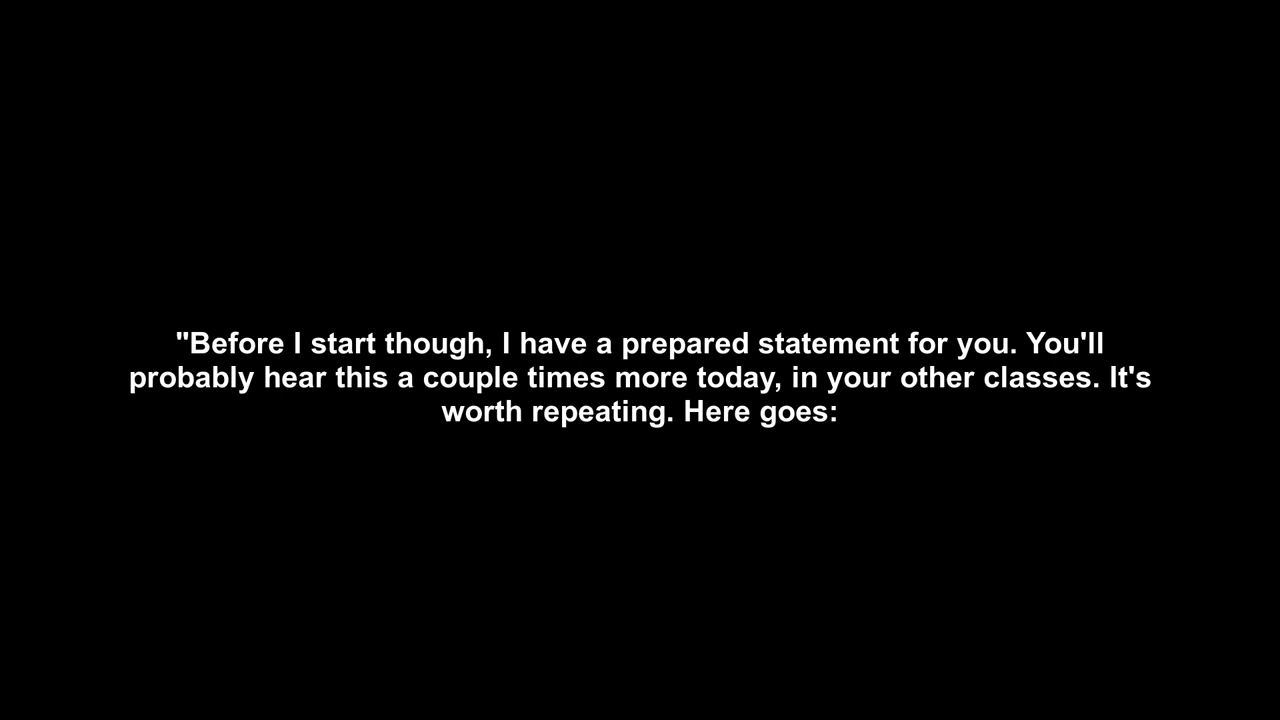 "Before I start though, I have a prepared statement for you. You'll
probably hear this a couple times more today, in your other classes. It's
worth repeating. Here goes: